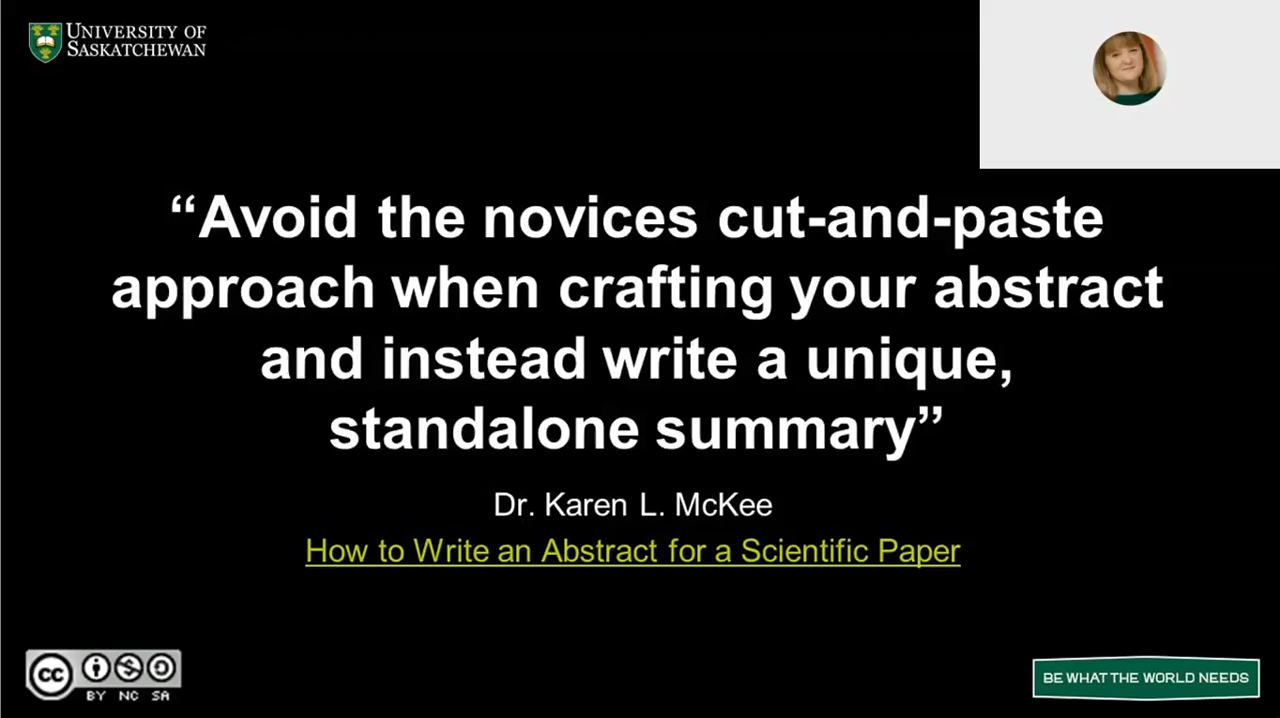 UNIVERSITY OF
SASKATCHEWAN
“Avoid the novices cut-and-paste
approach when crafting your abstract
and instead write a unique,
standalone summary”
Dr. Karen L. McKee
How to Write an Abstract for a Scientific Paper
cc
BY NC SA
BE WHAT THE WORLD NEEDS